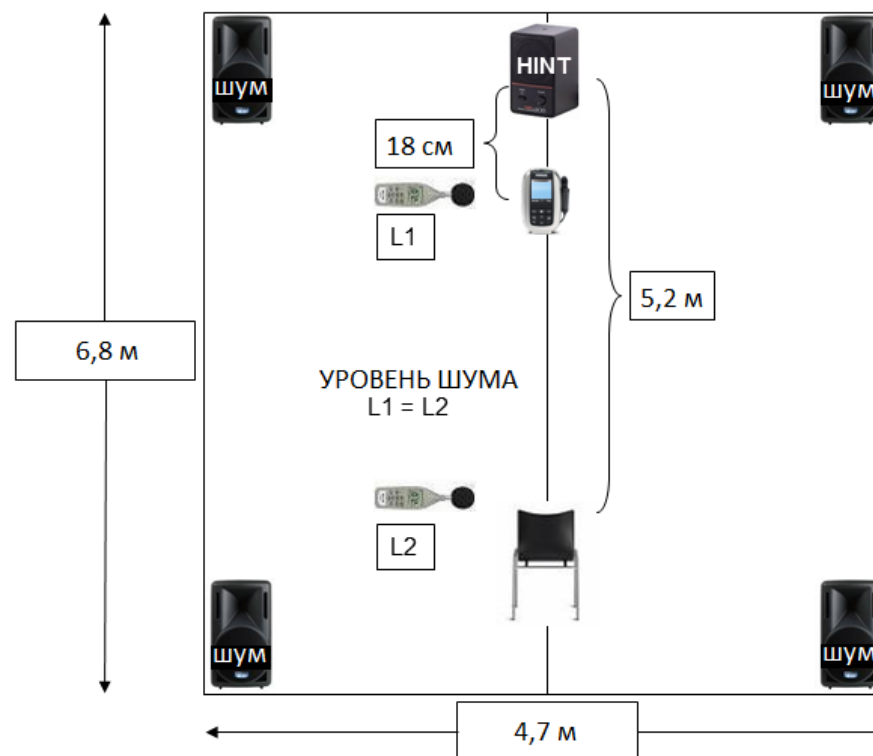 ШУМ
HINT
ШУМ
18 см
L1
5,2 м
6,8 м
УРОВЕНЬ ШУМА
L1 = L2
L2
ШУМ
ШУМ
4,7 м